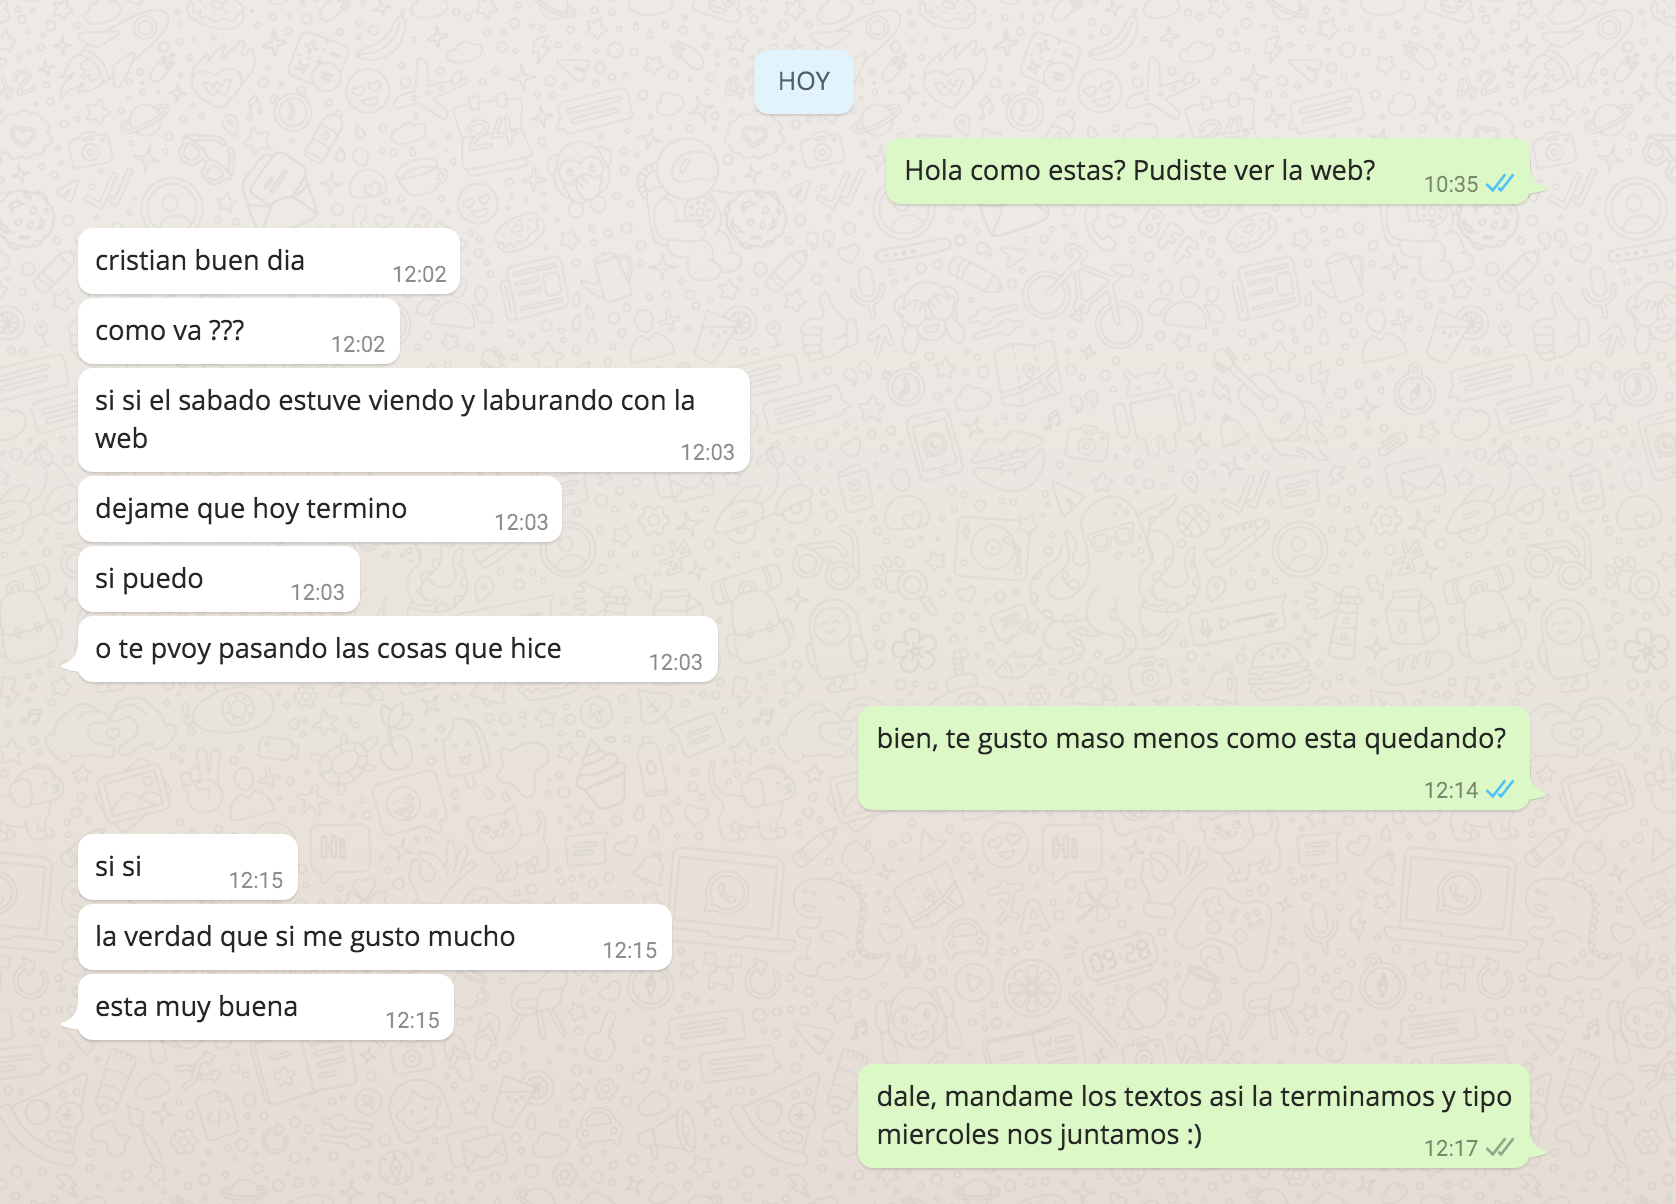 HOY
Hola como estas? Pudiste ver la web?
10:35
cristian buen dia
12:02
como va ???
12:02
si si el sabado estuve viendo y laburando con la
web
12:03
dejame que hoy termino
12:03
si puedo
12:03
o te pvoy pasando las cosas que hice
12:03
bien, te gusto maso menos como esta quedando?
12:14
si si
12:15
la verdad que si me gusto mucho
12:15
esta muy buena
12:15
dale, mandame los textos asi la terminamos y tipo
miercoles nos juntamos :)
12:17